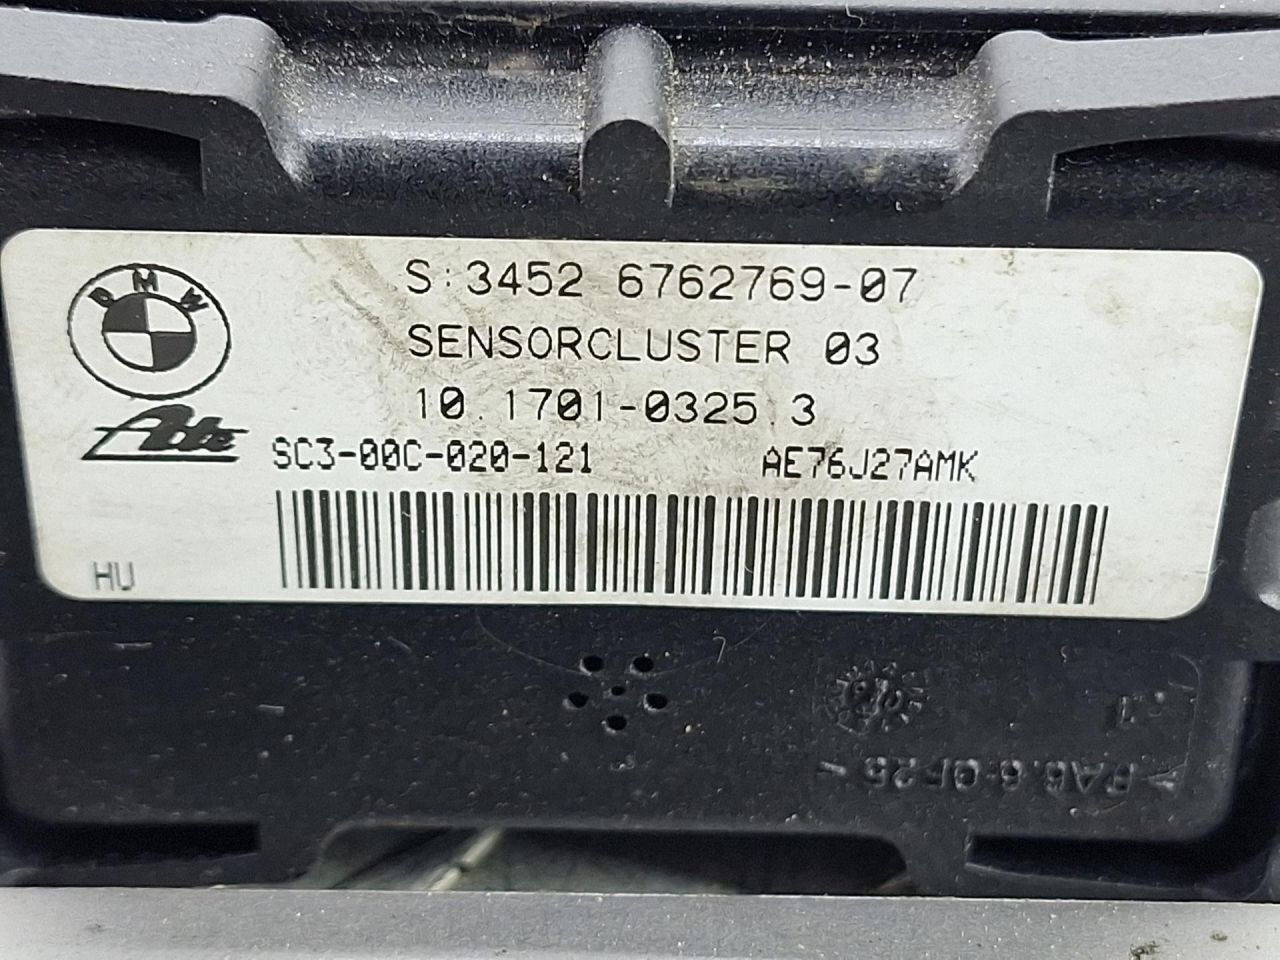 BMW
S:3452 6762769-07
SENSORCLUSTER 03
10.1701-0325.3
Ate
SC3-00C-020-121 AE76J27AMK
HU